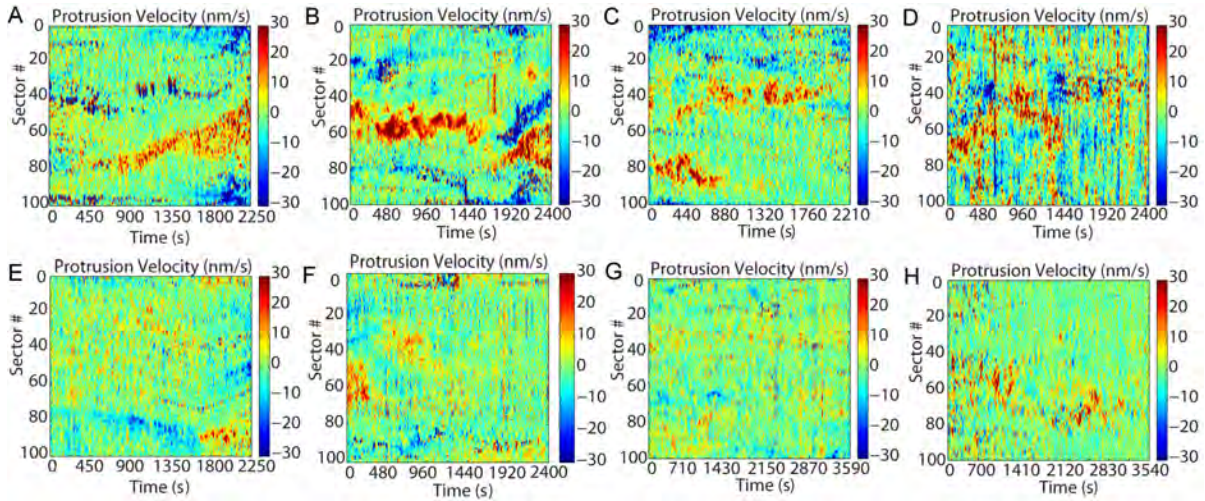 A Protrusion Velocity (nm/s) 30
B Protrusion Velocity (nm/s) 30
C Protrusion Velocity (nm/s) 30
D Protrusion Velocity (nm/s) 30
0 20 40 60 80 100
Sector #
20 10 0 −10 −20 −30
0 450 900 1350 1800 2250
Time (s)
0 20 40 60 80 100
Sector #
20 10 0 −10 −20 −30
0 480 960 1440 1920 2400
Time (s)
0 20 40 60 80 100
Sector #
20 10 0 −10 −20 −30
0 440 880 1320 1760 2210
Time (s)
0 20 40 60 80 100
Sector #
20 10 0 −10 −20 −30
0 480 960 1440 1920 2400
Time (s)
E Protrusion Velocity (nm/s) 30
F Protrusion Velocity (nm/s) 30
G Protrusion Velocity (nm/s) 30
H Protrusion Velocity (nm/s) 30
0 20 40 60 80 100
Sector #
20 10 0 −10 −20 −30
0 450 900 1350 1800 2250
Time (s)
0 20 40 60 80 100
Sector #
20 10 0 −10 −20 −30
0 480 960 1440 1920 2400
Time (s)
0 20 40 60 80 100
Sector #
20 10 0 −10 −20 −30
0 710 1430 2150 2870 3590
Time (s)
0 20 40 60 80 100
Sector #
20 10 0 −10 −20 −30
0 700 1410 2120 2830 3540
Time (s)